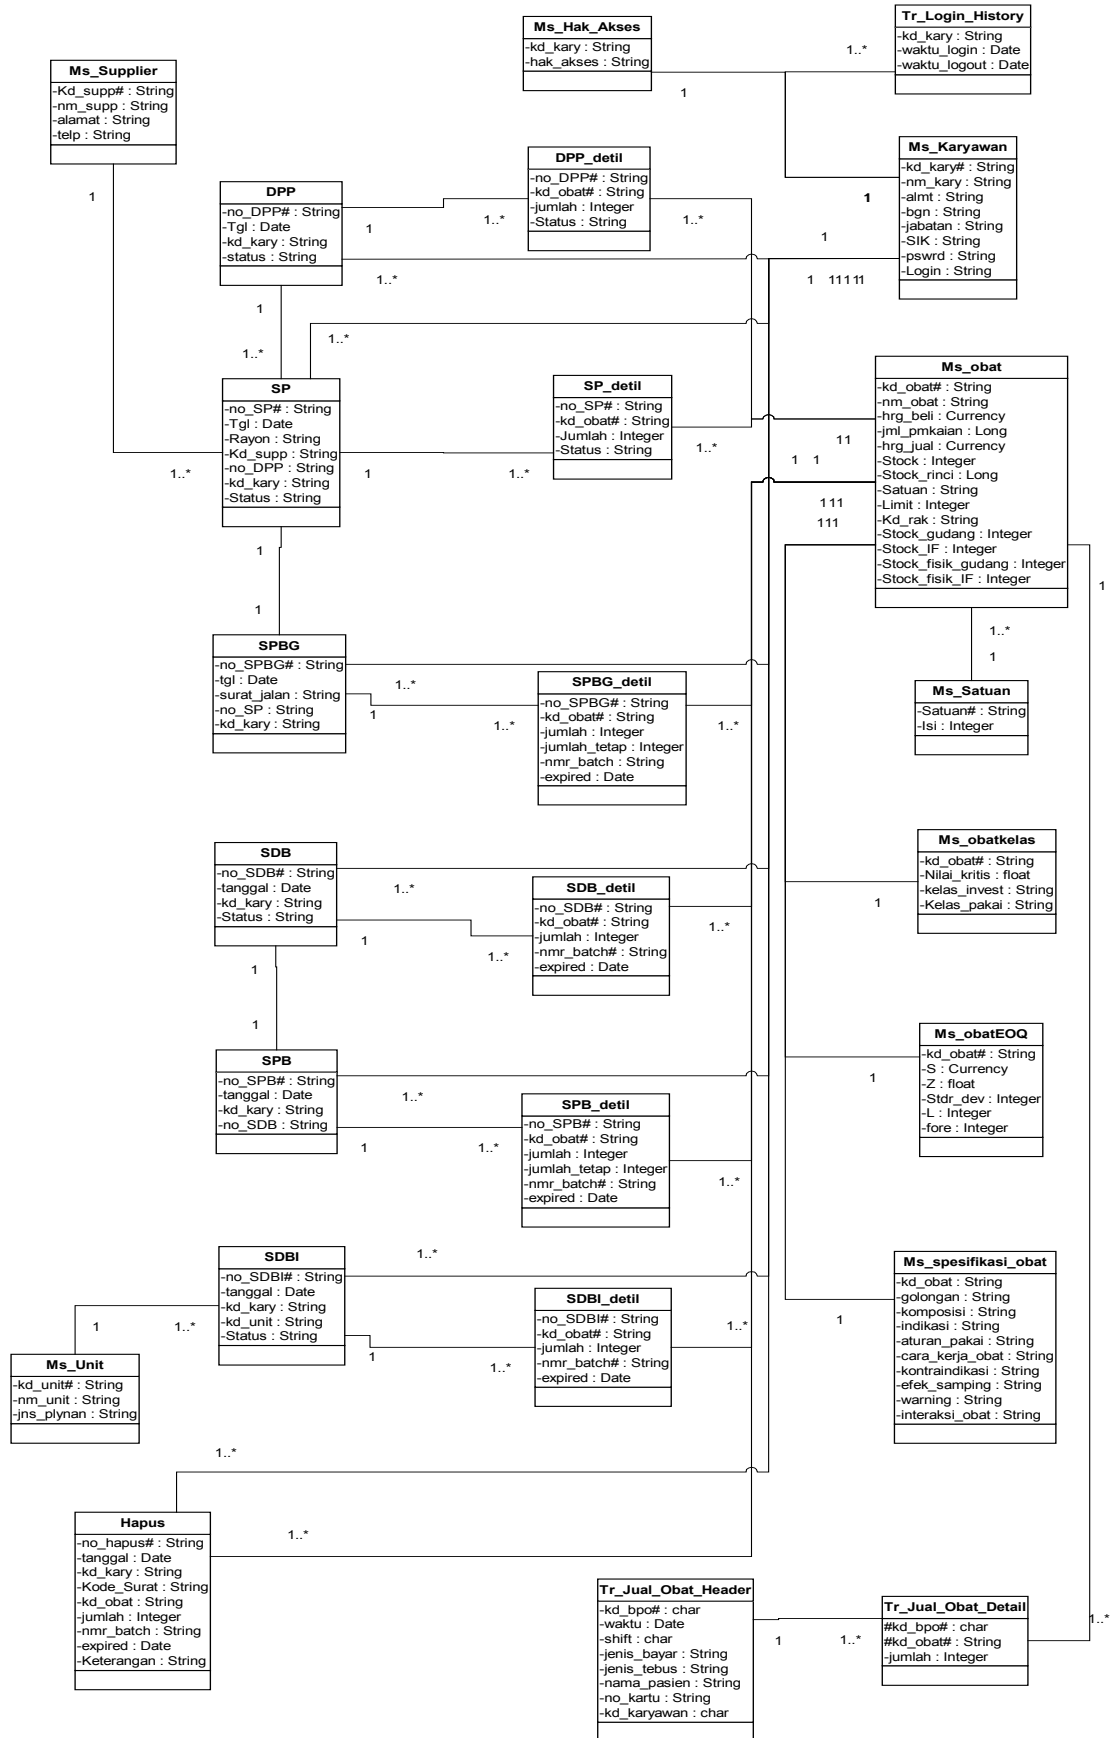 Ms_Hak_Akses
-kd_kary : String
-hak_akses : String
Tr_Login_History
-kd_kary : String
-waktu_login : Date
-waktu_logout : Date
1..*
1
Ms_Supplier
-Kd_supp# : String
-nm_supp : String
-alamat : String
-telp : String
1
Ms_Karyawan
-kd_kary# : String
-nm_kary : String
-almt : String
-bgn : String
-jabatan : String
-SIK : String
-pswrd : String
-Login : String
1
1
1 11111
DPP
-no_DPP# : String
-Tgl : Date
-kd_kary : String
-status : String
1
1..*
1..*
DPP_detil
-no_DPP# : String
-kd_obat# : String
-jumlah : Integer
-Status : String
1..*
1
1..*
1..*
SP
-no_SP# : String
-Tgl : Date
-Rayon : String
-Kd_supp : String
-no_DPP : String
-kd_kary : String
-Status : String
1..*
1
1..*
SP_detil
-no_SP# : String
-kd_obat# : String
-Jumlah : Integer
-Status : String
1..*
Ms_obat
-kd_obat# : String
-nm_obat : String
-hrg_beli : Currency
-jml_pmkaian : Long
-hrg_jual : Currency
-Stock : Integer
-Stock_rinci : Long
-Satuan : String
-Limit : Integer
-Kd_rak : String
-Stock_gudang : Integer
-Stock_IF : Integer
-Stock_fisik_gudang : Integer
-Stock_fisik_IF : Integer
11
1 1
111
111
1
1..*
1
Ms_Satuan
-Satuan# : String
-Isi : Integer
1
1
SPBG
-no_SPBG# : String
-tgl : Date
-surat_jalan : String
-no_SP : String
-kd_kary : String
1..*
1
1..*
SPBG_detil
-no_SPBG# : String
-kd_obat# : String
-jumlah : Integer
-jumlah_tetap : Integer
-nmr_batch : String
-expired : Date
1..*
SDB
-no_SDB# : String
-tanggal : Date
-kd_kary : String
-Status : String
1..*
1
1..*
SDB_detil
-no_SDB# : String
-kd_obat# : String
-jumlah : Integer
-nmr_batch# : String
-expired : Date
1..*
Ms_obatkelas
-kd_obat# : String
-Nilai_kritis : float
-kelas_invest : String
-Kelas_pakai : String
1
1
1
SPB
-no_SPB# : String
-tanggal : Date
-kd_kary : String
-no_SDB : String
1..*
1
1..*
SPB_detil
-no_SPB# : String
-kd_obat# : String
-jumlah : Integer
-jumlah_tetap : Integer
-nmr_batch# : String
-expired : Date
1..*
Ms_obatEOQ
-kd_obat# : String
-S : Currency
-Z : float
-Stdr_dev : Integer
-L : Integer
-fore : Integer
1
SDBI
-no_SDBI# : String
-tanggal : Date
-kd_kary : String
-kd_unit : String
-Status : String
1..*
1
1..*
SDBI_detil
-no_SDBI# : String
-kd_obat# : String
-jumlah : Integer
-nmr_batch# : String
-expired : Date
1..*
Ms_spesifikasi_obat
-kd_obat : String
-golongan : String
-komposisi : String
-indikasi : String
-aturan_pakai : String
-cara_kerja_obat : String
-kontraindikasi : String
-efek_samping : String
-warning : String
-interaksi_obat : String
1
1
1..*
Ms_Unit
-kd_unit# : String
-nm_unit : String
-jns_plynan : String
1..*
Hapus
-no_hapus# : String
-tanggal : Date
-kd_kary : String
-Kode_Surat : String
-kd_obat : String
-jumlah : Integer
-nmr_batch : String
-expired : Date
-Keterangan : String
1..*
Tr_Jual_Obat_Header
-kd_bpo# : char
-waktu : Date
-shift : char
-jenis_bayar : String
-jenis_tebus : String
-nama_pasien : String
-no_kartu : String
-kd_karyawan : char
1
1..*
Tr_Jual_Obat_Detail
#kd_bpo# : char
#kd_obat# : String
-jumlah : Integer
1..*